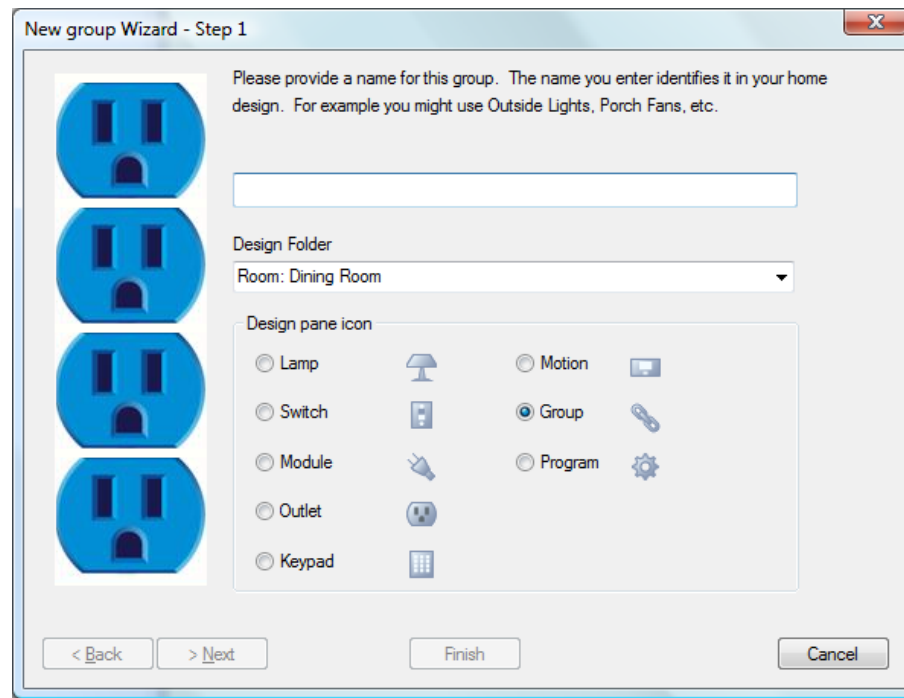 New group Wizard - Step 1
Please provide a name for this group. The name you enter identifies it in your home
design. For example you might use Outside Lights, Porch Fans, etc.
Design Folder
Room: Dining Room
Design pane icon
Lamp
Motion
Switch
Group
Module
Program
Outlet
Keypad
< Back
> Next
Finish
Cancel